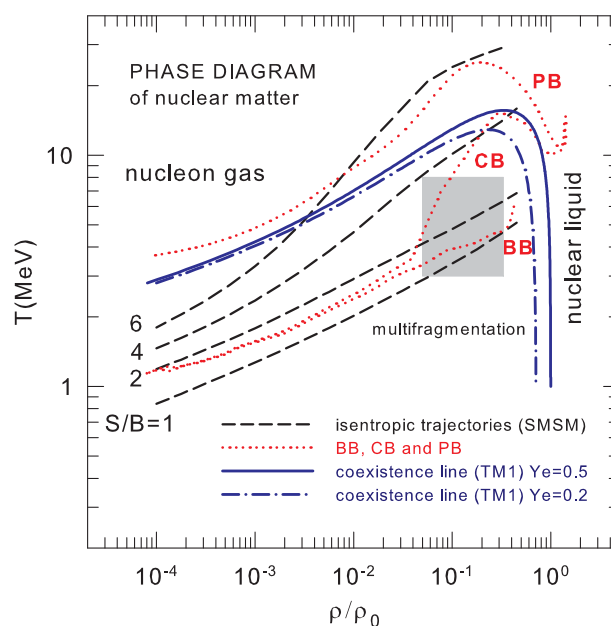 PHASE DIAGRAM
of nuclear matter
PB
10
nucleon gas
CB
BB
nuclear liquid
T(MeV)
6
4
2
multifragmentation
1
S/B=1
isentropic trajectories (SMSM)
BB, CB and PB
coexistence line (TM1) Ye=0.5
coexistence line (TM1) Ye=0.2
10⁻⁴ 10⁻³ 10⁻² 10⁻¹ 10⁰
ρ/ρ₀